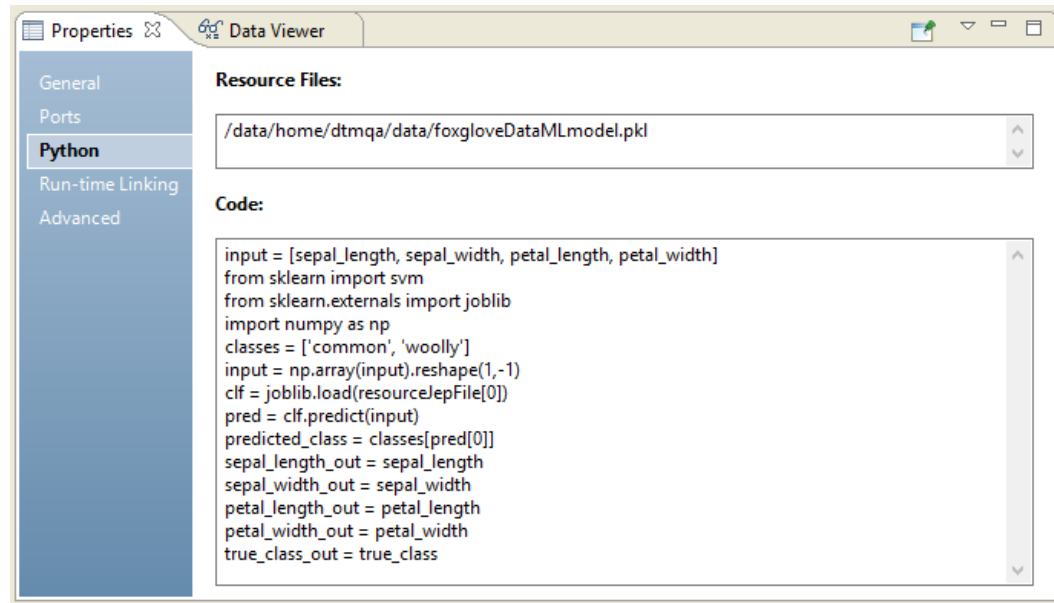 Properties Data Viewer
General
Ports
Python
Run-time Linking
Advanced
Resource Files:
/data/home/dtmqa/data/foxgloveDataMLmodel.pkl
Code:
input = [sepal_length, sepal_width, petal_length, petal_width]
from sklearn import svm
from sklearn.externals import joblib
import numpy as np
classes = ['common', 'woolly']
input = np.array(input).reshape(1,-1)
clf = joblib.load(resourceJepFile[0])
pred = clf.predict(input)
predicted_class = classes[pred[0]]
sepal_length_out = sepal_length
sepal_width_out = sepal_width
petal_length_out = petal_length
petal_width_out = petal_width
true_class_out = true_class